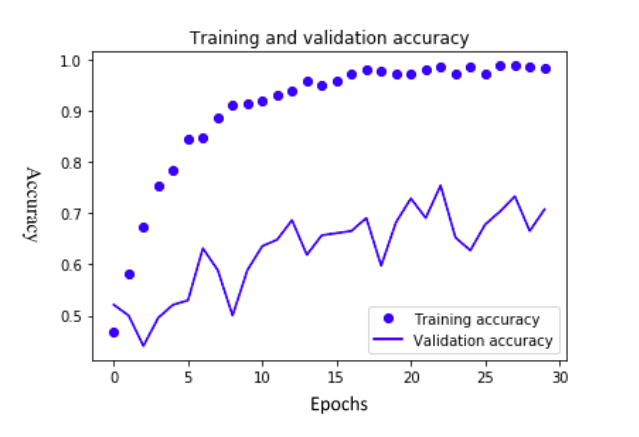 Training and validation accuracy
1.0
0.9
0.8
0.7
0.6
0.5
Accuracy
Training accuracy
Validation accuracy
0 5 10 15 20 25 30
Epochs